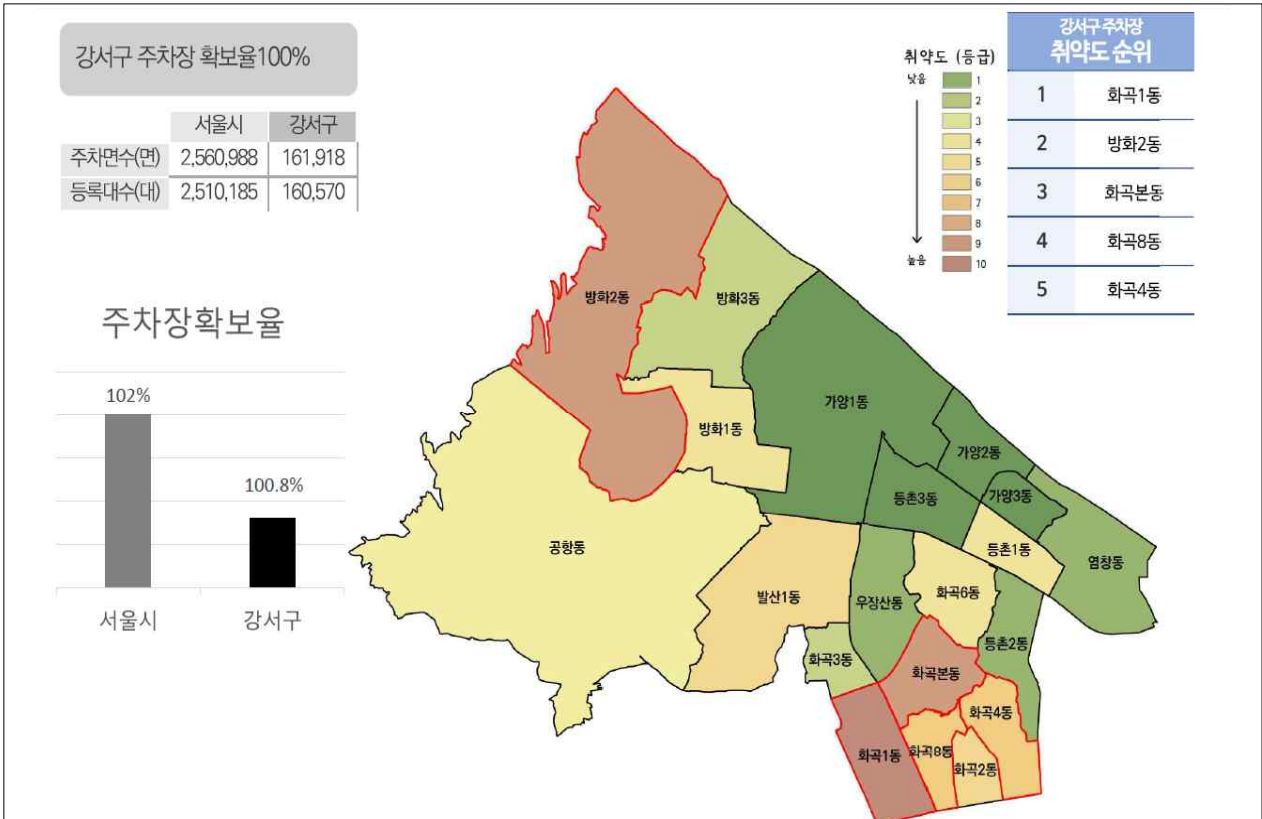 강서구 주차장 확보율100%
서울시 강서구
주차면수(면) 2,560,988 161,918
등록대수(대) 2,510,185 160,570
주차장확보율
102%
100.8%
서울시 강서구
취약도 (등급)
낮음
1
2
3
4
5
6
7
8
9
10
높음
강서구 주차장
취약도 순위
1 화곡1동
2 방화2동
3 화곡본동
4 화곡8동
5 화곡4동
방화2동
방화3동
방화1동
가양1동
가양2동
등촌3동
가양3동
공항동
등촌1동
염창동
발산1동
우장산동
화곡6동
등촌2동
화곡3동
화곡본동
화곡4동
화곡1동
화곡8동
화곡2동